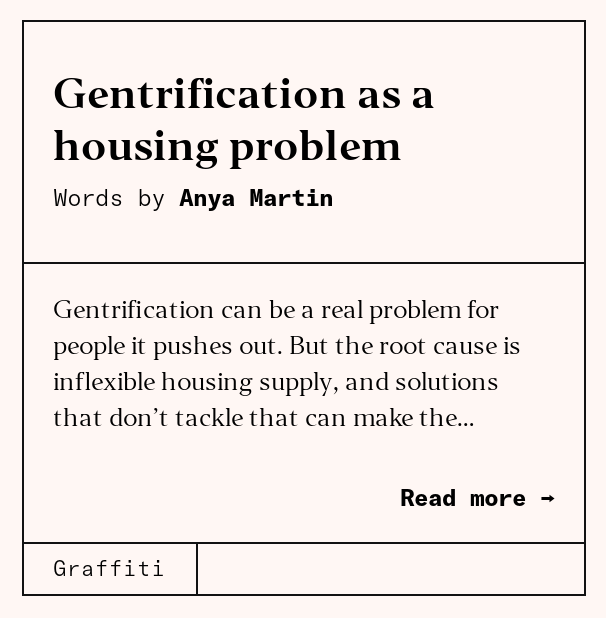 Gentrification as a
housing problem
Words by Anya Martin
Gentrification can be a real problem for
people it pushes out. But the root cause is
inflexible housing supply, and solutions
that don’t tackle that can make the...
Read more →
Graffiti